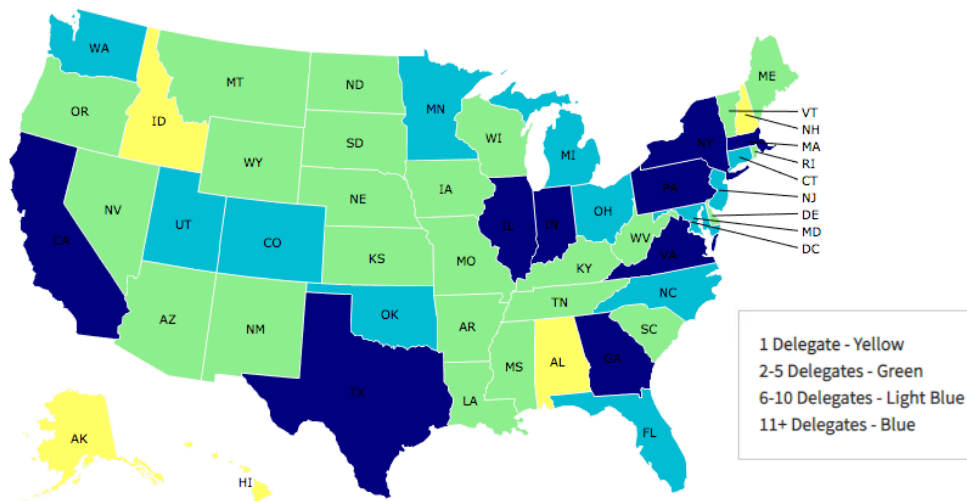 WA
MT
ND
MN
ME
OR
ID
WY
SD
WI
MI
NY
VT
NH
MA
RI
CT
NJ
DE
MD
DC
NV
UT
CO
NE
IA
IL
IN
OH
PA
CA
KS
MO
KY
WV
VA
AZ
NM
OK
AR
TN
NC
SC
TX
LA
MS
AL
GA
FL
AK
HI
1 Delegate - Yellow
2-5 Delegates - Green
6-10 Delegates - Light Blue
11+ Delegates - Blue